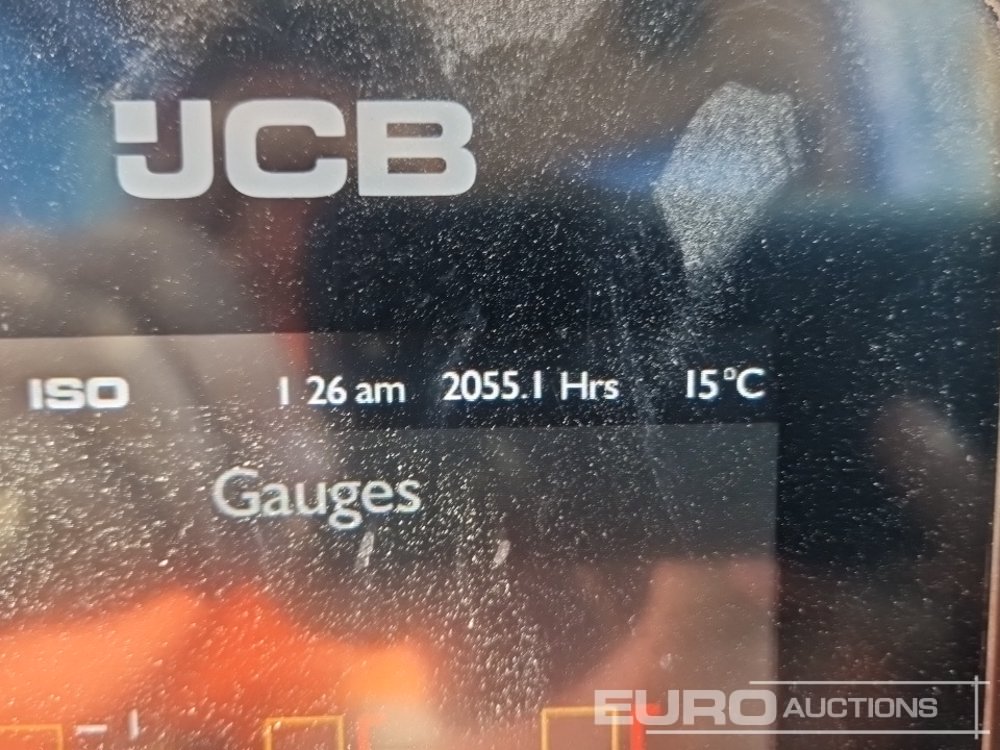 JCB
ISO 1 26 am 2055.1 Hrs 15°C
Gauges
EURO AUCTIONS